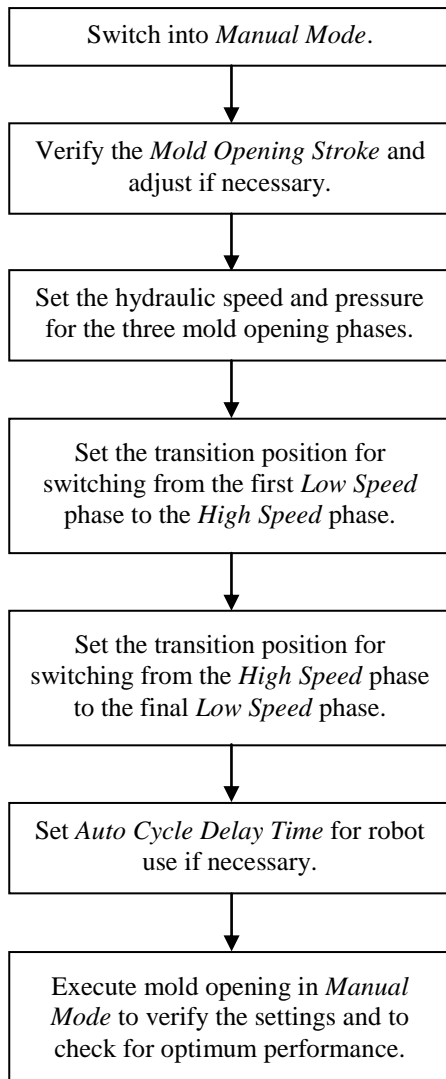 Switch into Manual Mode.
Verify the Mold Opening Stroke and
adjust if necessary.
Set the hydraulic speed and pressure
for the three mold opening phases.
Set the transition position for
switching from the first Low Speed
phase to the High Speed phase.
Set the transition position for
switching from the High Speed phase
to the final Low Speed phase.
Set Auto Cycle Delay Time for robot
use if necessary.
Execute mold opening in Manual
Mode to verify the settings and to
check for optimum performance.